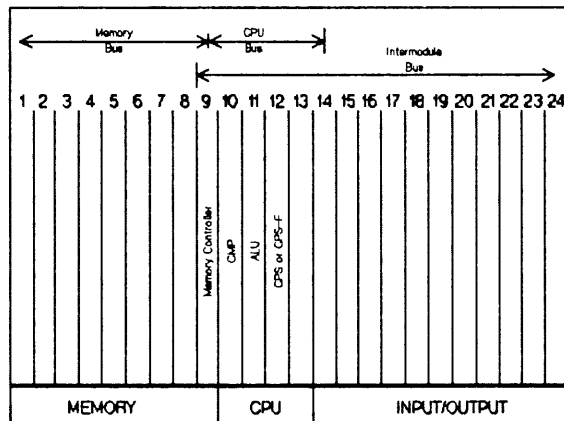 Memory
Bus
CPU
Bus
Intermodule
Bus
1 2 3 4 5 6 7 8 9 10 11 12 13 14 15 16 17 18 19 20 21 22 23 24
Memory Controller
CMP
ALU
CPS or CPS-F
MEMORY CPU INPUT/OUTPUT